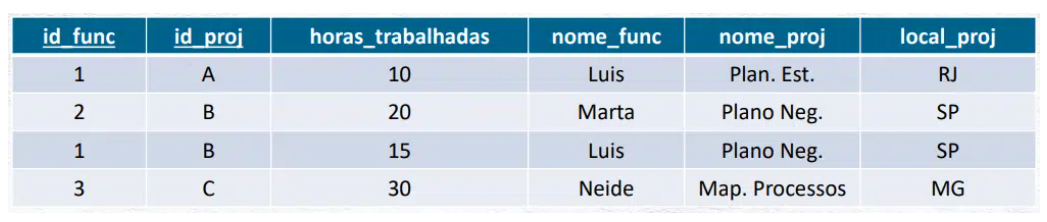 id_func id_proj horas_trabalhadas nome_func nome_proj local_proj
1 A 10 Luis Plan. Est. RJ
2 B 20 Marta Plano Neg. SP
1 B 15 Luis Plano Neg. SP
3 C 30 Neide Map. Processos MG